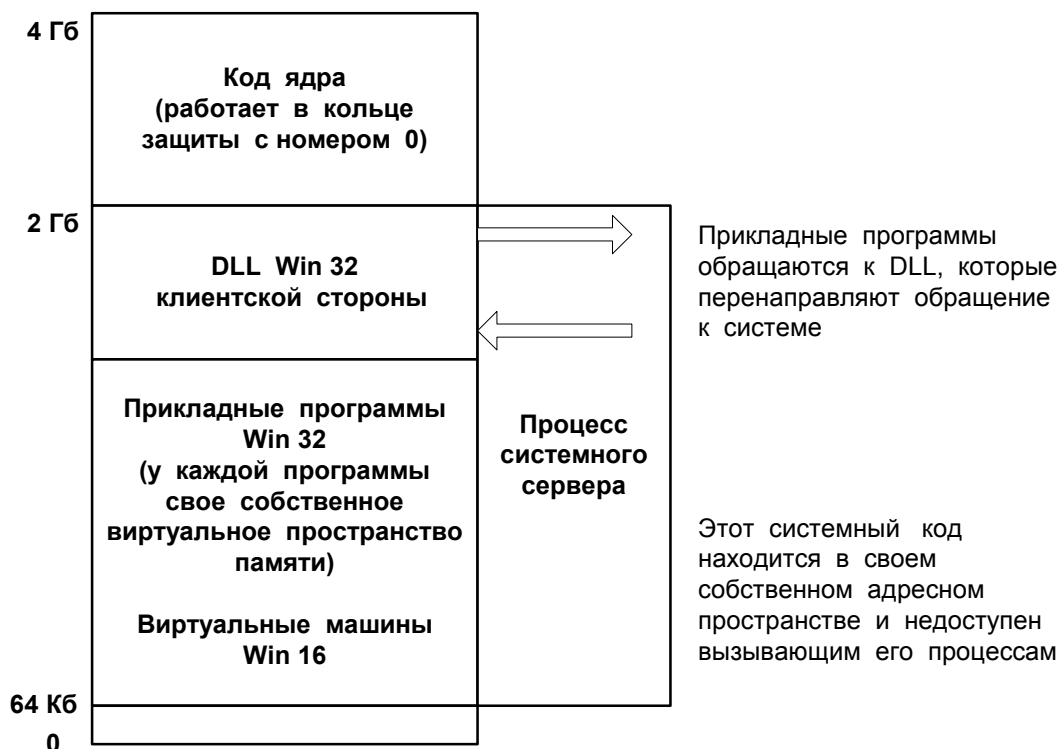 4 Гб
Код ядра
(работает в кольце
защиты с номером 0)
2 Гб
DLL Win 32
клиентской стороны
Прикладные программы
обращаются к DLL, которые
перенаправляют обращение
к системе
Прикладные программы
Win 32
(у каждой программы
свое собственное
виртуальное пространство
памяти)
Виртуальные машины
Win 16
Процесс
системного
сервера
Этот системный код
находится в своем
собственном адресном
пространстве и недоступен
вызывающим его процессам
64 Кб
0